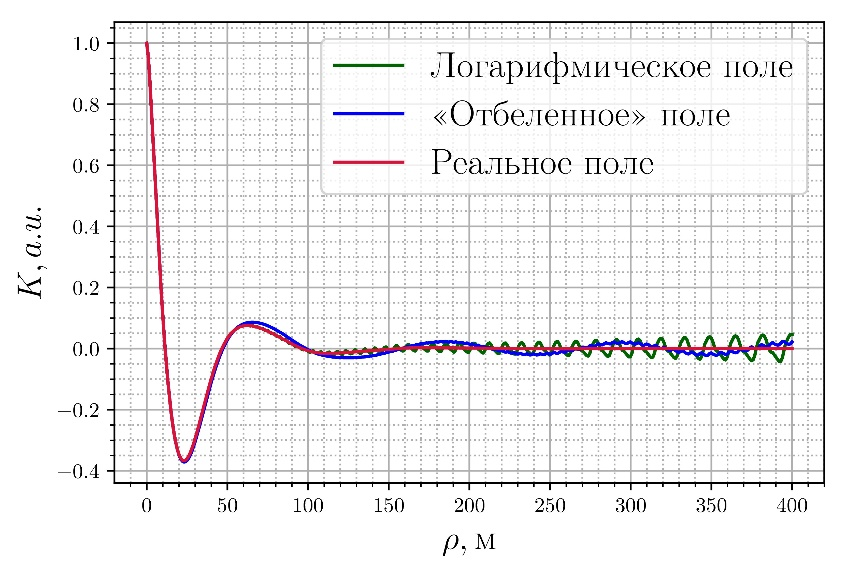 1.0
0.8
0.6
0.4
0.2
0.0
−0.2
−0.4
K, a.u.
Логарифмическое поле
«Отбеленное» поле
Реальное поле
0 50 100 150 200 250 300 350 400
ρ, м